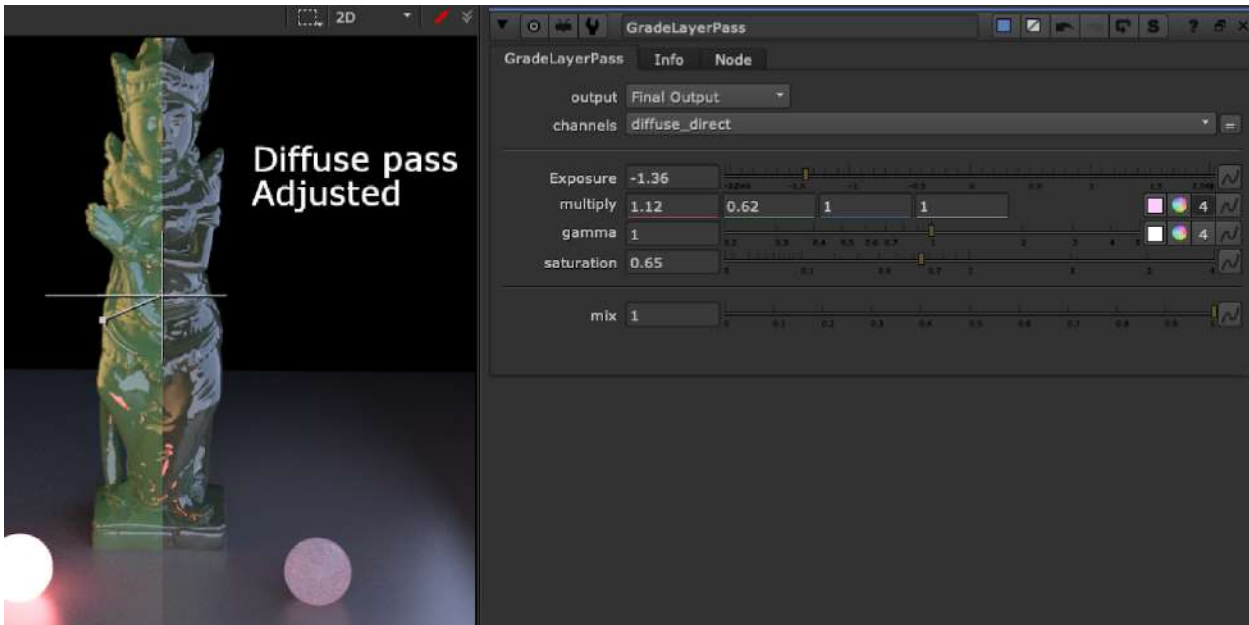 2D
Diffuse pass
Adjusted
GradeLayerPass
S ?
GradeLayerPass Info Node
output Final Output
channels diffuse_direct =
Exposure -1.36
multiply 1.12 0.62 1 1 4
gamma 1 4
saturation 0.65
mix 1